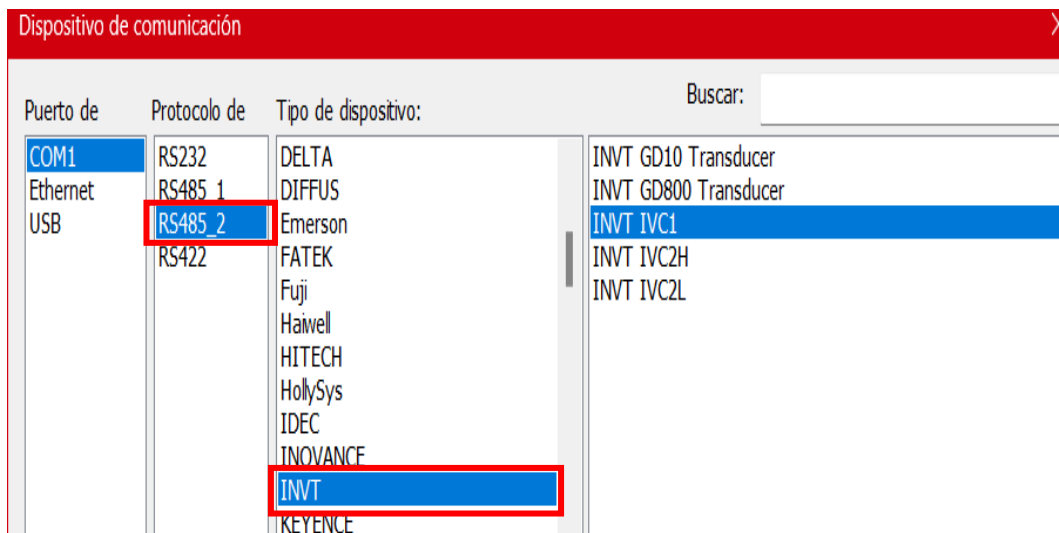 Dispositivo de comunicación
Buscar:
Puerto de
Protocolo de
Tipo de dispositivo:
COM1
Ethernet
USB
RS232
RS485_1
RS485_2
RS422
DELTA
DIFFUS
Emerson
FATEK
Fuji
Haiwell
HITECH
HollySys
IDEC
INOVANCE
INVT
KEYENCE
INVT GD10 Transducer
INVT GD800 Transducer
INVT IVC1
INVT IVC2H
INVT IVC2L